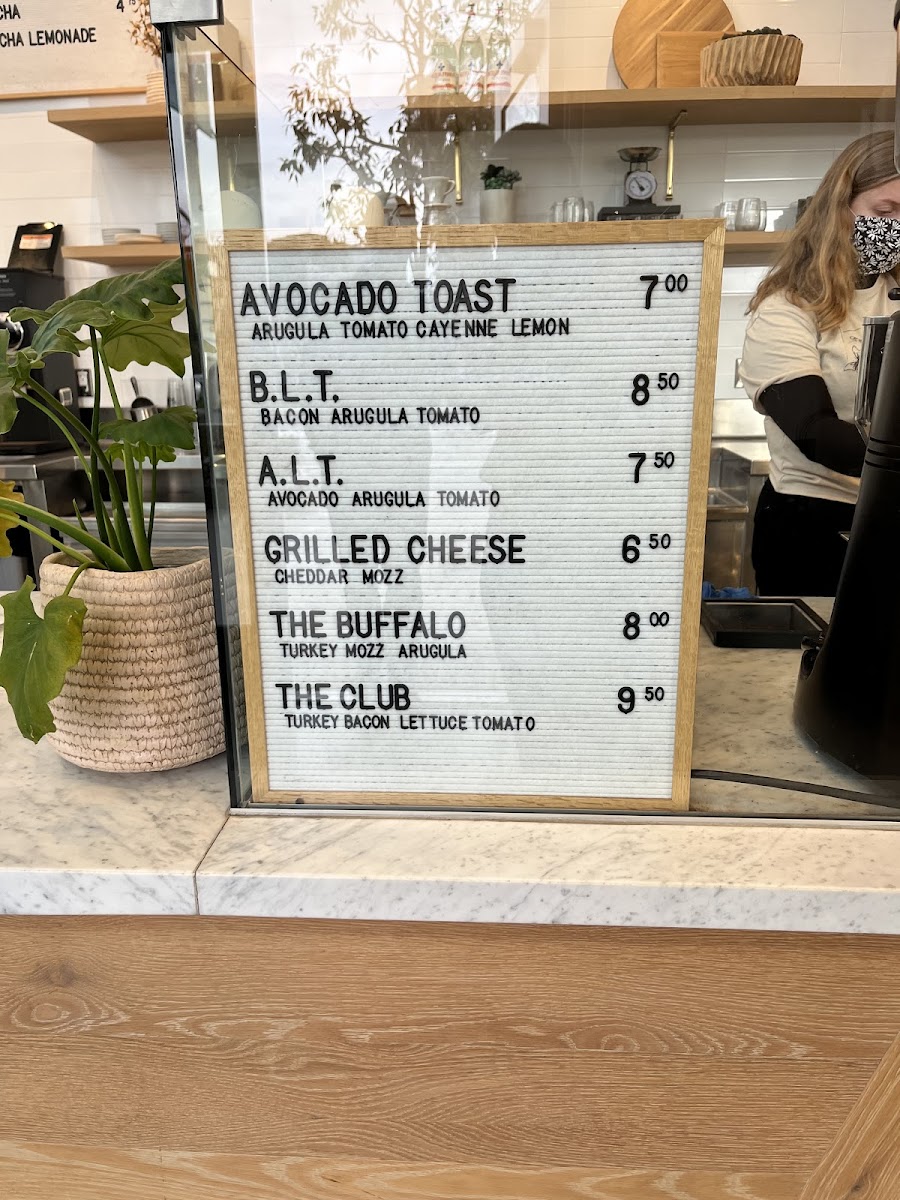 CHA 4
CHA LEMONADE
AVOCADO TOAST 7 00
ARUGULA TOMATO CAYENNE LEMON
B.L.T. 8 50
BACON ARUGULA TOMATO
A.L.T. 7 50
AVOCADO ARUGULA TOMATO
GRILLED CHEESE 6 50
CHEDDAR MOZZ
THE BUFFALO 8 00
TURKEY MOZZ ARUGULA
THE CLUB 9 50
TURKEY BACON LETTUCE TOMATO